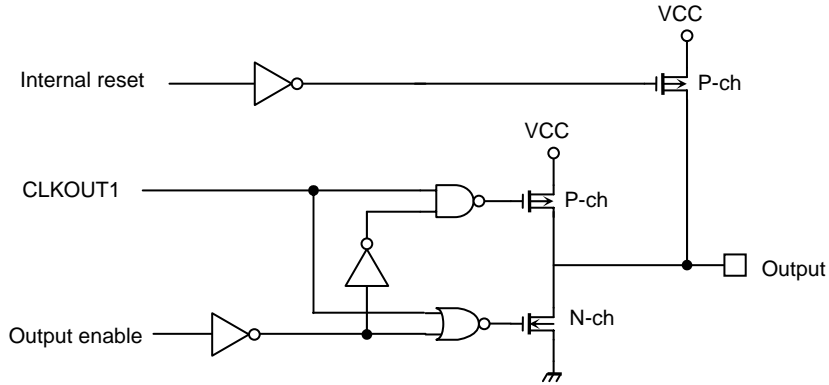 VCC
Internal reset
P-ch
VCC
CLKOUT1
P-ch
Output
Output enable
N-ch